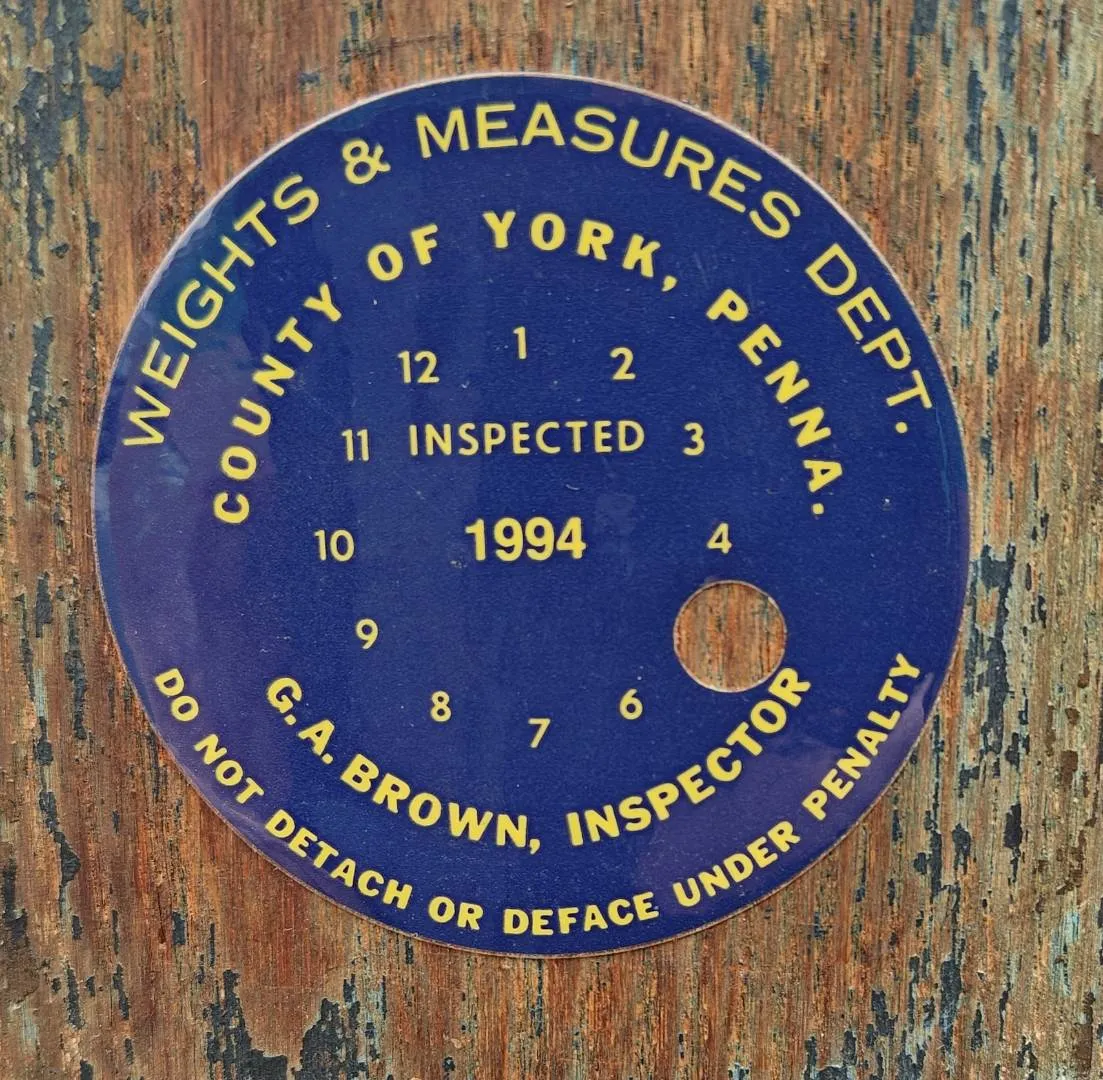 WEIGHTS & MEASURES DEPT.
COUNTY OF YORK, PENNA.
12 1 2
11 INSPECTED 3
10 1994 4
9
8 7 6
G. A. BROWN, INSPECTOR
DO NOT DETACH OR DEFACE UNDER PENALTY